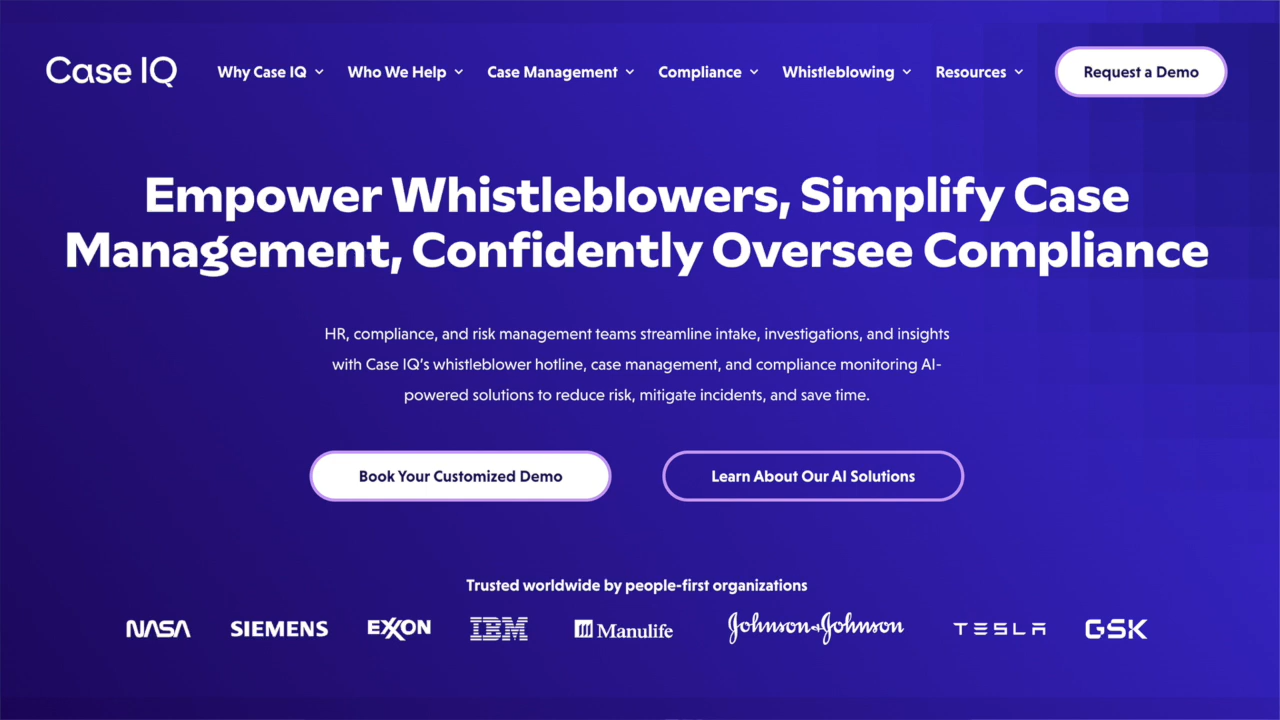 Case IQ
Why Case IQ
Who We Help
Case Management
Compliance
Whistleblowing
Resources
Request a Demo
Empower Whistleblowers, Simplify Case
Management, Confidently Oversee Compliance
HR, compliance, and risk management teams streamline intake, investigations, and insights
with Case IQ’s whistleblower hotline, case management, and compliance monitoring AI-
powered solutions to reduce risk, mitigate incidents, and save time.
Book Your Customized Demo
Learn About Our AI Solutions
Trusted worldwide by people-first organizations
NASA
SIEMENS
EXXON
IBM
Manulife
Johnson+Johnson
TESLA
GSK